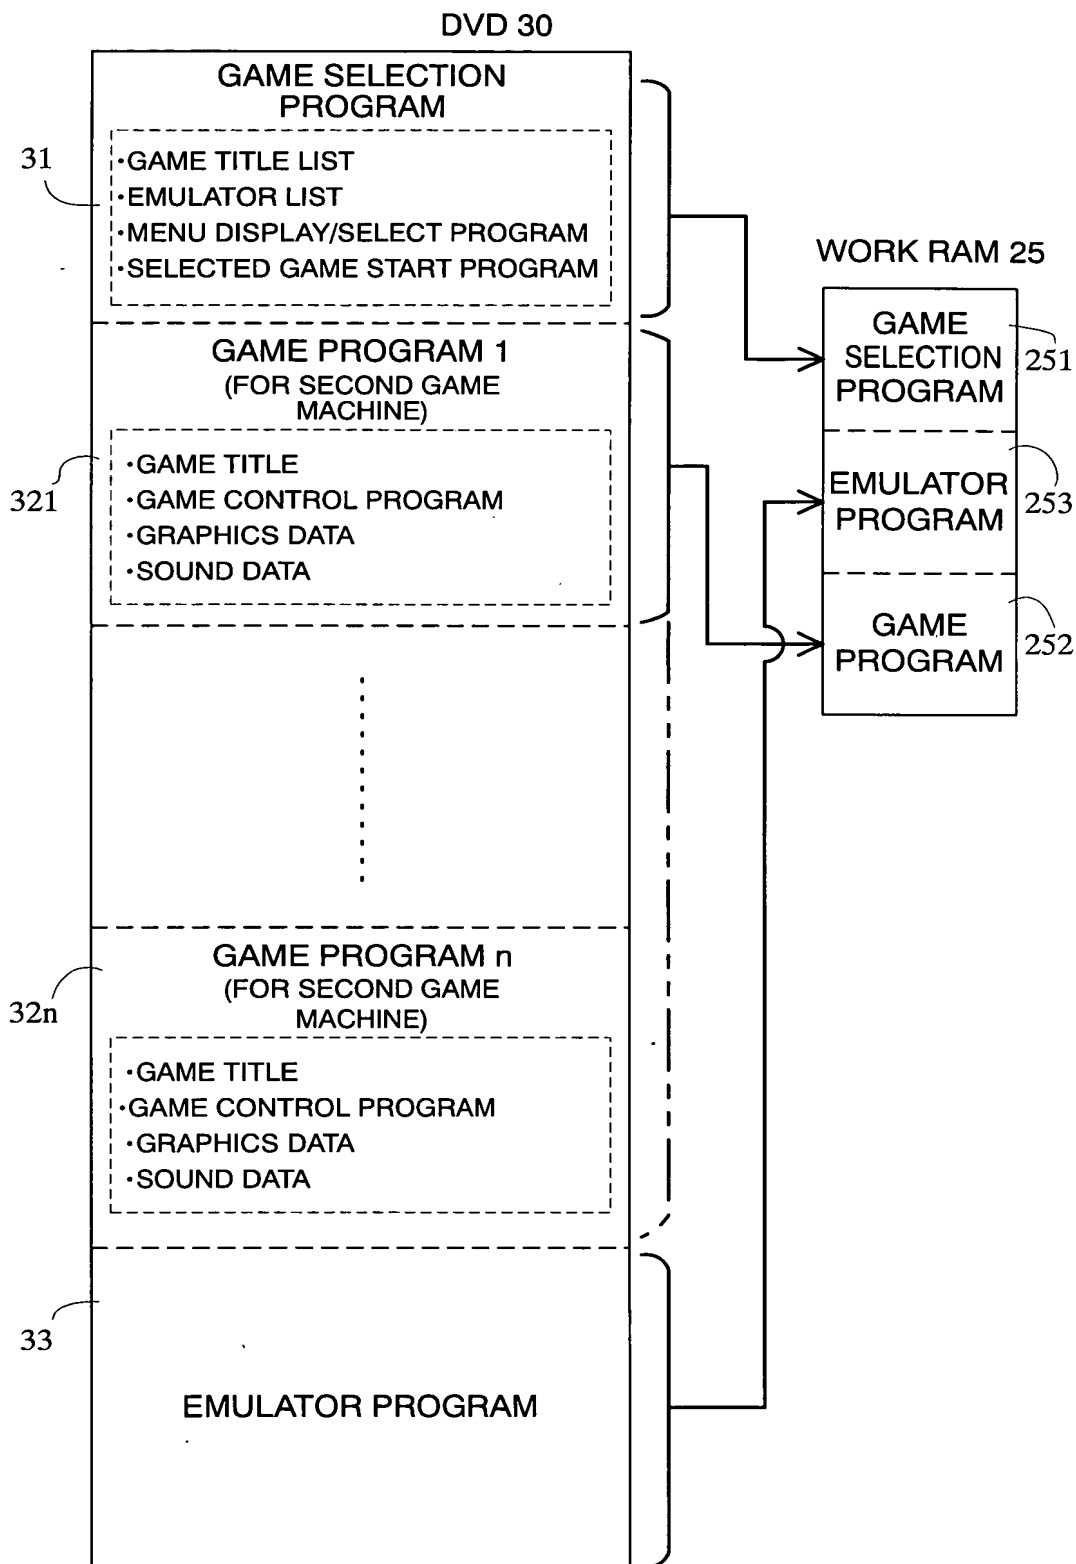 DVD 30
GAME SELECTION
PROGRAM
31
·GAME TITLE LIST
·EMULATOR LIST
·MENU DISPLAY/SELECT PROGRAM
·SELECTED GAME START PROGRAM
GAME PROGRAM 1
(FOR SECOND GAME
MACHINE)
321
·GAME TITLE
·GAME CONTROL PROGRAM
·GRAPHICS DATA
·SOUND DATA
GAME PROGRAM n
(FOR SECOND GAME
MACHINE)
32n
·GAME TITLE
·GAME CONTROL PROGRAM
·GRAPHICS DATA
·SOUND DATA
33
EMULATOR PROGRAM
WORK RAM 25
GAME
SELECTION
PROGRAM
251
EMULATOR
PROGRAM
253
GAME
PROGRAM
252